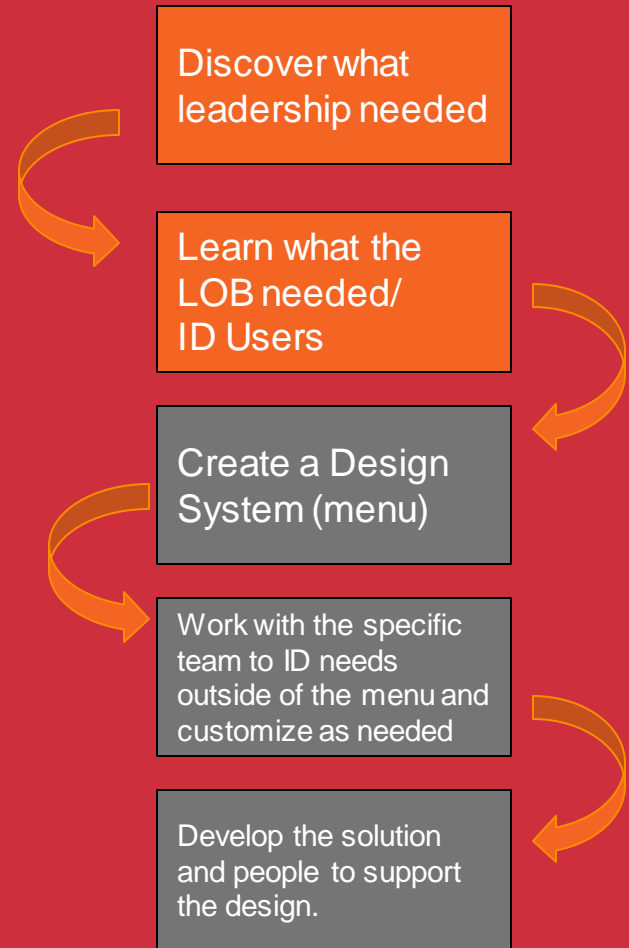 Discover what
leadership needed
Learn what the
LOB needed/
ID Users
Create a Design
System (menu)
Work with the specific
team to ID needs
outside of the menu and
customize as needed
Develop the solution
and people to support
the design.